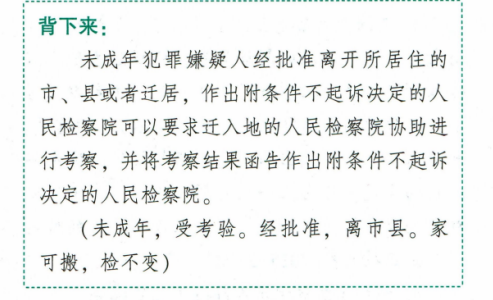 背下来：
未成年犯罪嫌疑人经批准离开所居住的
市、县或者迁居，作出附条件不起诉决定的人
民检察院可以要求迁入地的人民检察院协助进
行考察，并将考察结果函告作出附条件不起诉
决定的人民检察院。
（未成年，受考验。经批准，离市县。家
可搬，检不变）